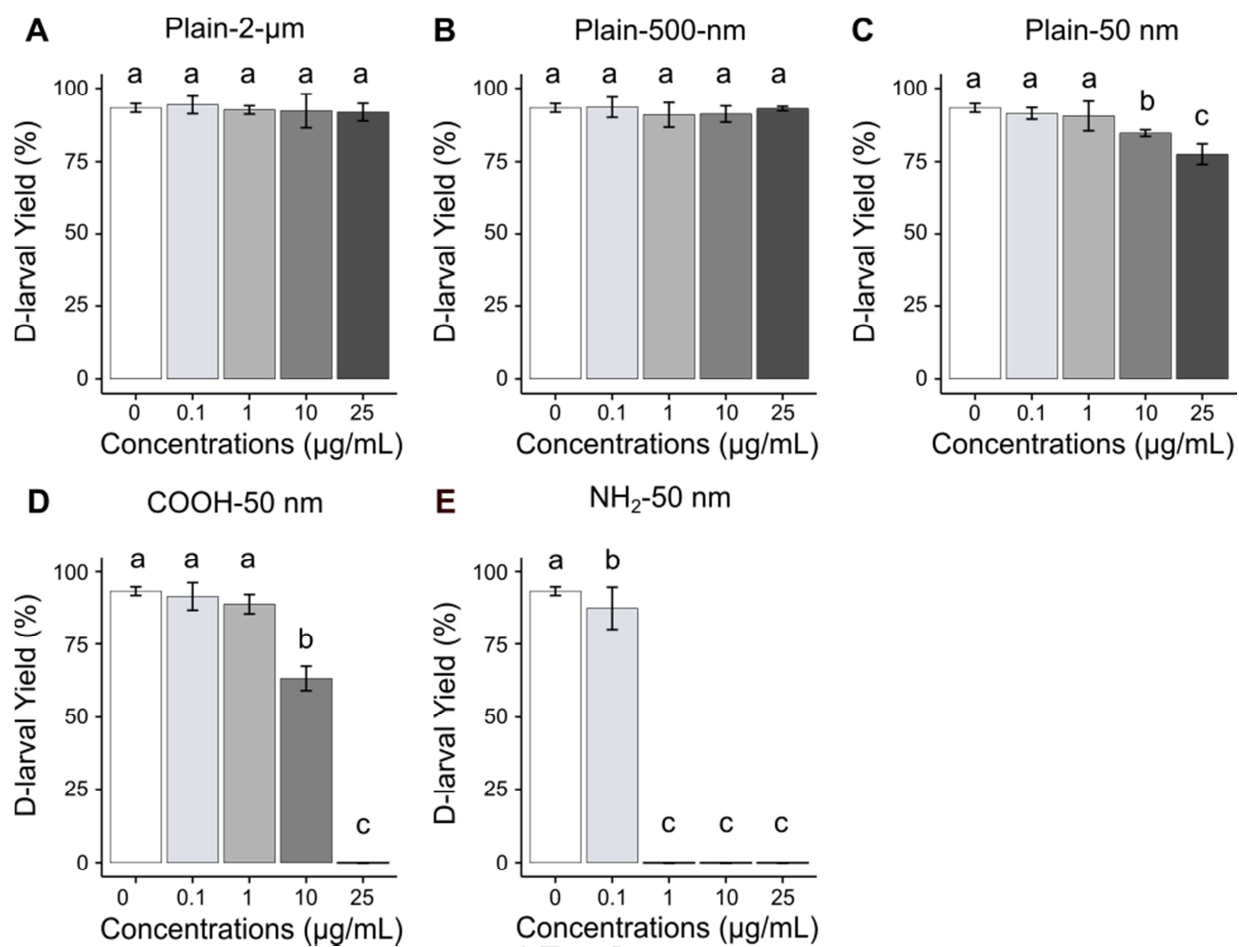 A Plain-2-µm
a a a a a
D-larval Yield (%)
100
75
50
25
0
0 0.1 1 10 25
Concentrations (µg/mL)
B Plain-500-nm
a a a a a
D-larval Yield (%)
100
75
50
25
0
0 0.1 1 10 25
Concentrations (µg/mL)
C Plain-50 nm
a a a b c
D-larval Yield (%)
100
75
50
25
0
0 0.1 1 10 25
Concentrations (µg/mL)
D COOH-50 nm
a a a b c
D-larval Yield (%)
100
75
50
25
0
0 0.1 1 10 25
Concentrations (µg/mL)
E NH₂-50 nm
a b c c c
D-larval Yield (%)
100
75
50
25
0
0 0.1 1 10 25
Concentrations (µg/mL)